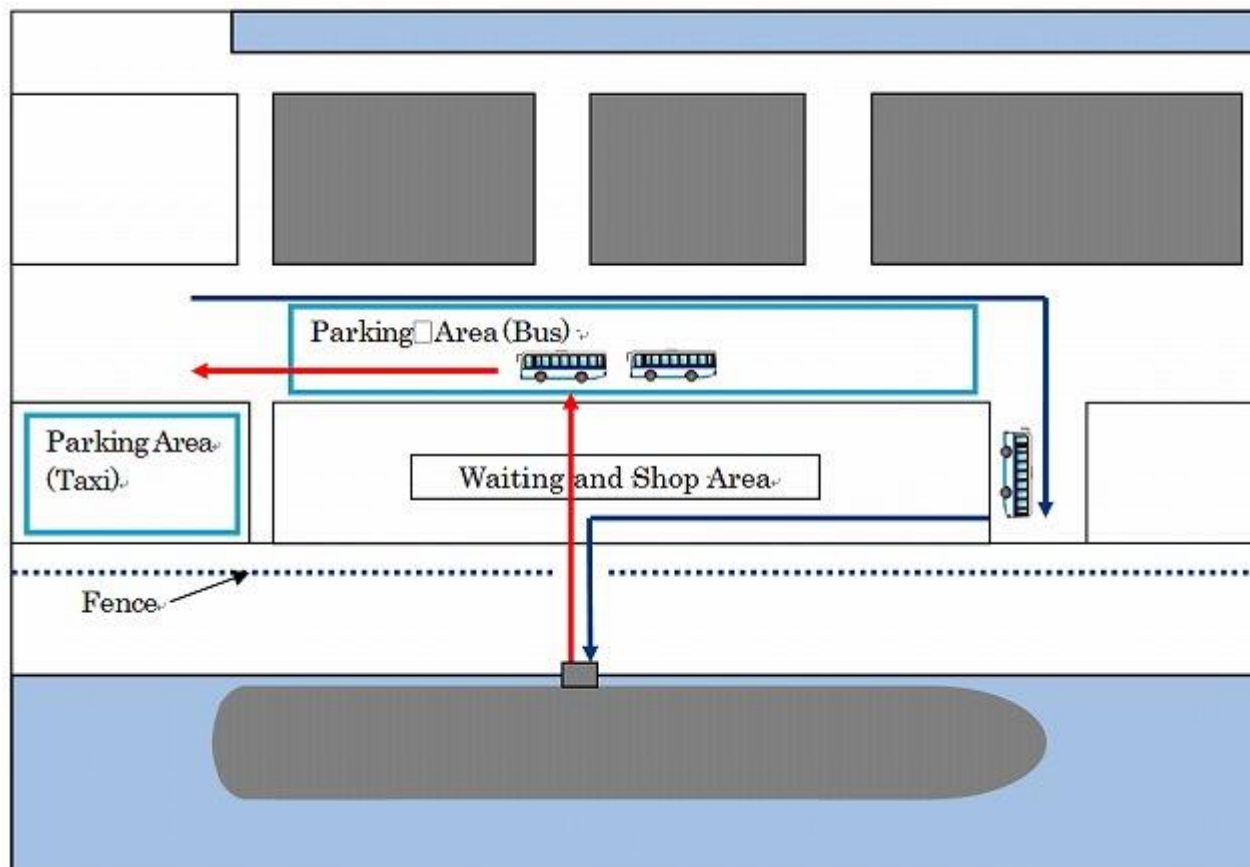 Parking□ Area (Bus)
Parking Area
(Taxi)
Waiting and Shop Area
Fence